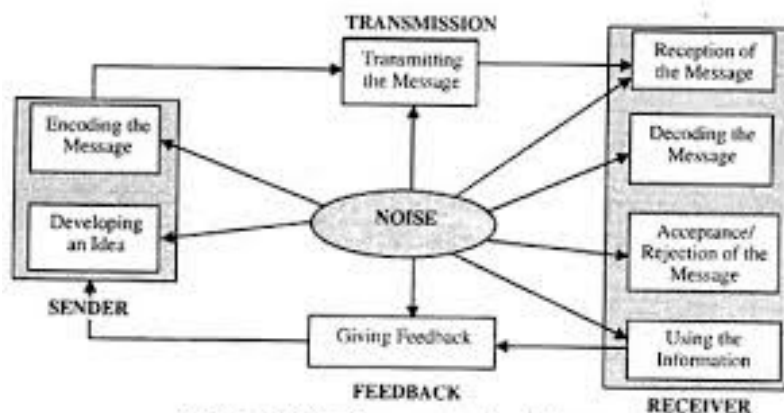 TRANSMISSION
Transmitting
the Message
Reception of
the Message
Encoding the
Message
Decoding the
Message
NOISE
Developing
an Idea
Acceptance/
Rejection of the
Message
SENDER
Giving Feedback
Using the
Information
FEEDBACK
RECEIVER